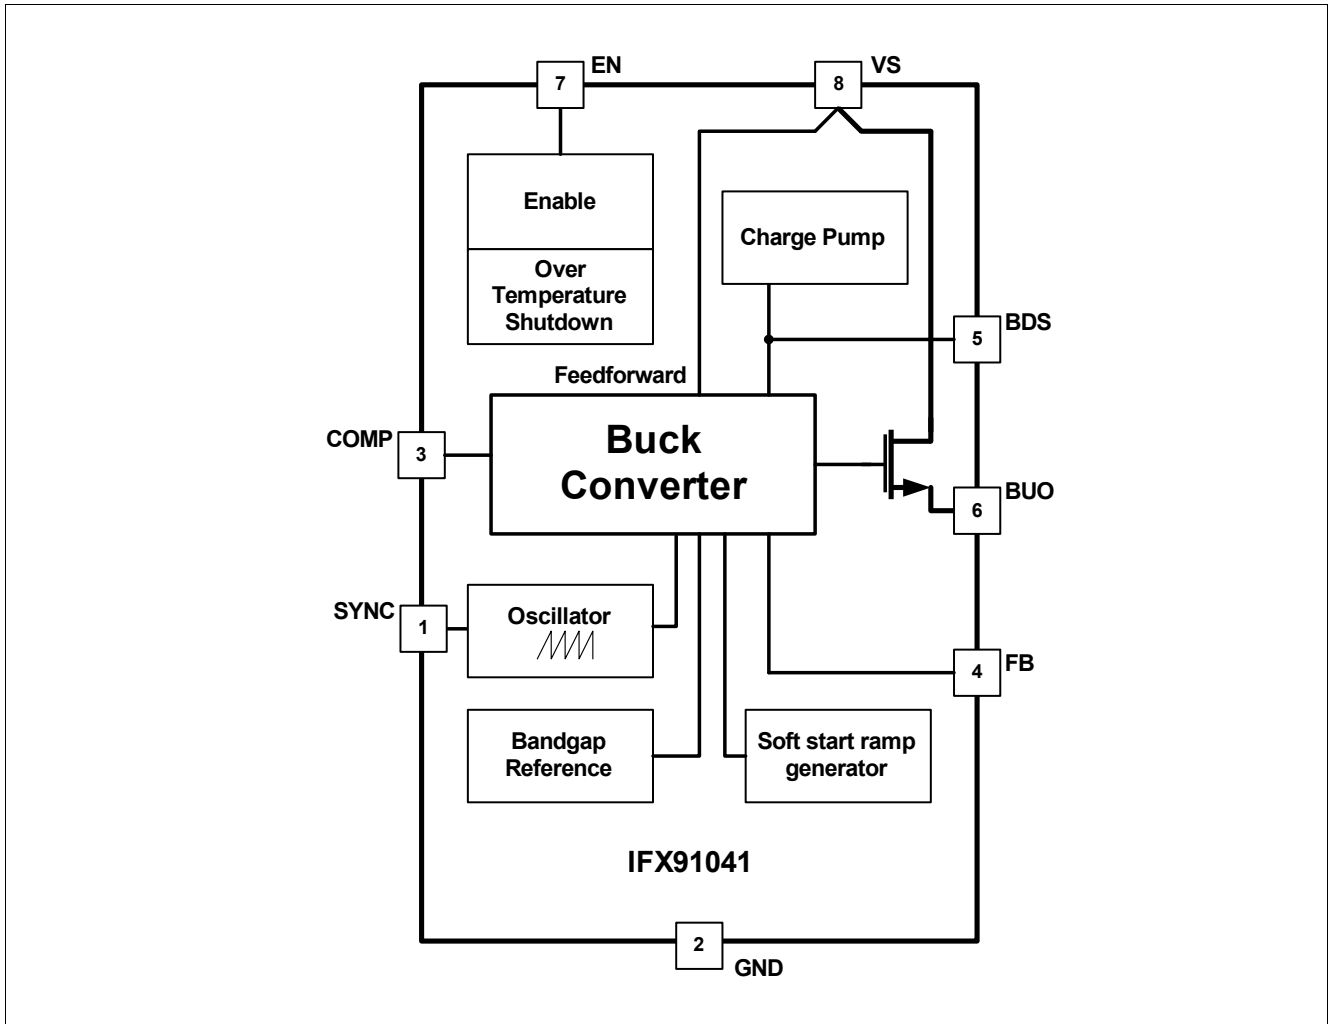 EN
7
VS
8
Enable
Over
Temperature
Shutdown
Charge Pump
BDS
5
Feedforward
COMP
3
Buck
Converter
BUO
6
SYNC
1
Oscillator
FB
4
Bandgap
Reference
Soft start ramp
generator
IFX91041
2
GND